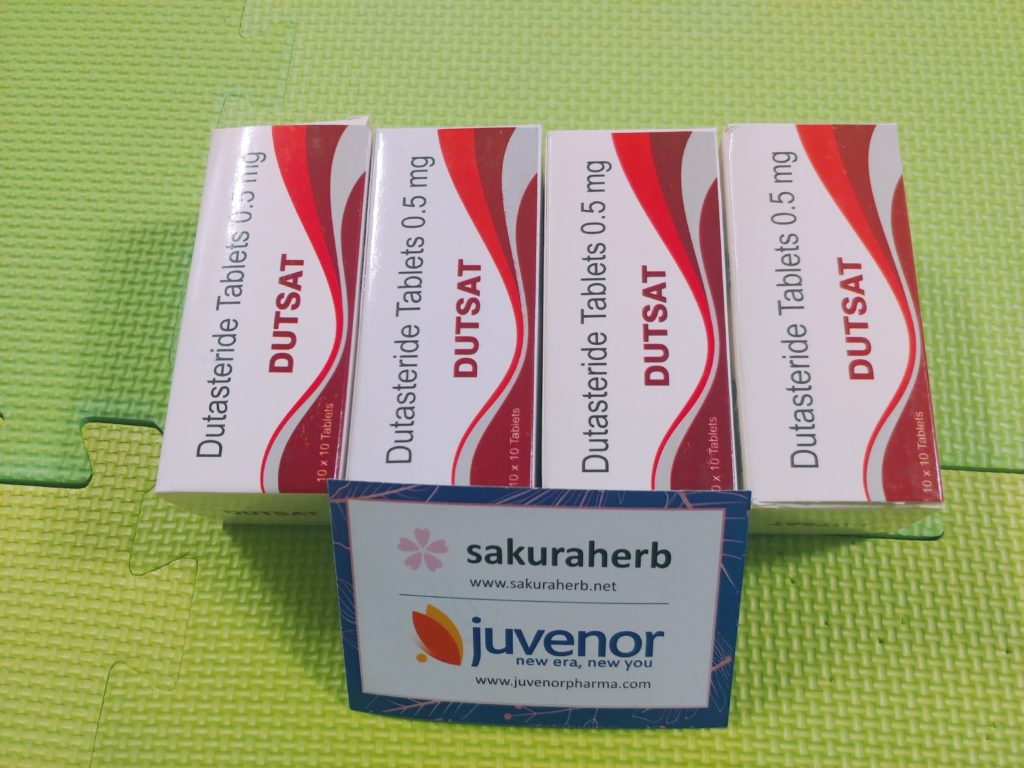 Dutasteride Tablets 0.5 mg
DUTSAT
10 x 10 Tablets
Dutasteride Tablets 0.5 mg
DUTSAT
10 x 10 Tablets
Dutasteride Tablets 0.5 mg
DUTSAT
10 x 10 Tablets
Dutasteride Tablets 0.5 mg
DUTSAT
10 x 10 Tablets
DUTSAT
DUTSAT
sakuraherb
www.sakuraherb.net
juvenor
new era, new you
www.juvenorpharma.com